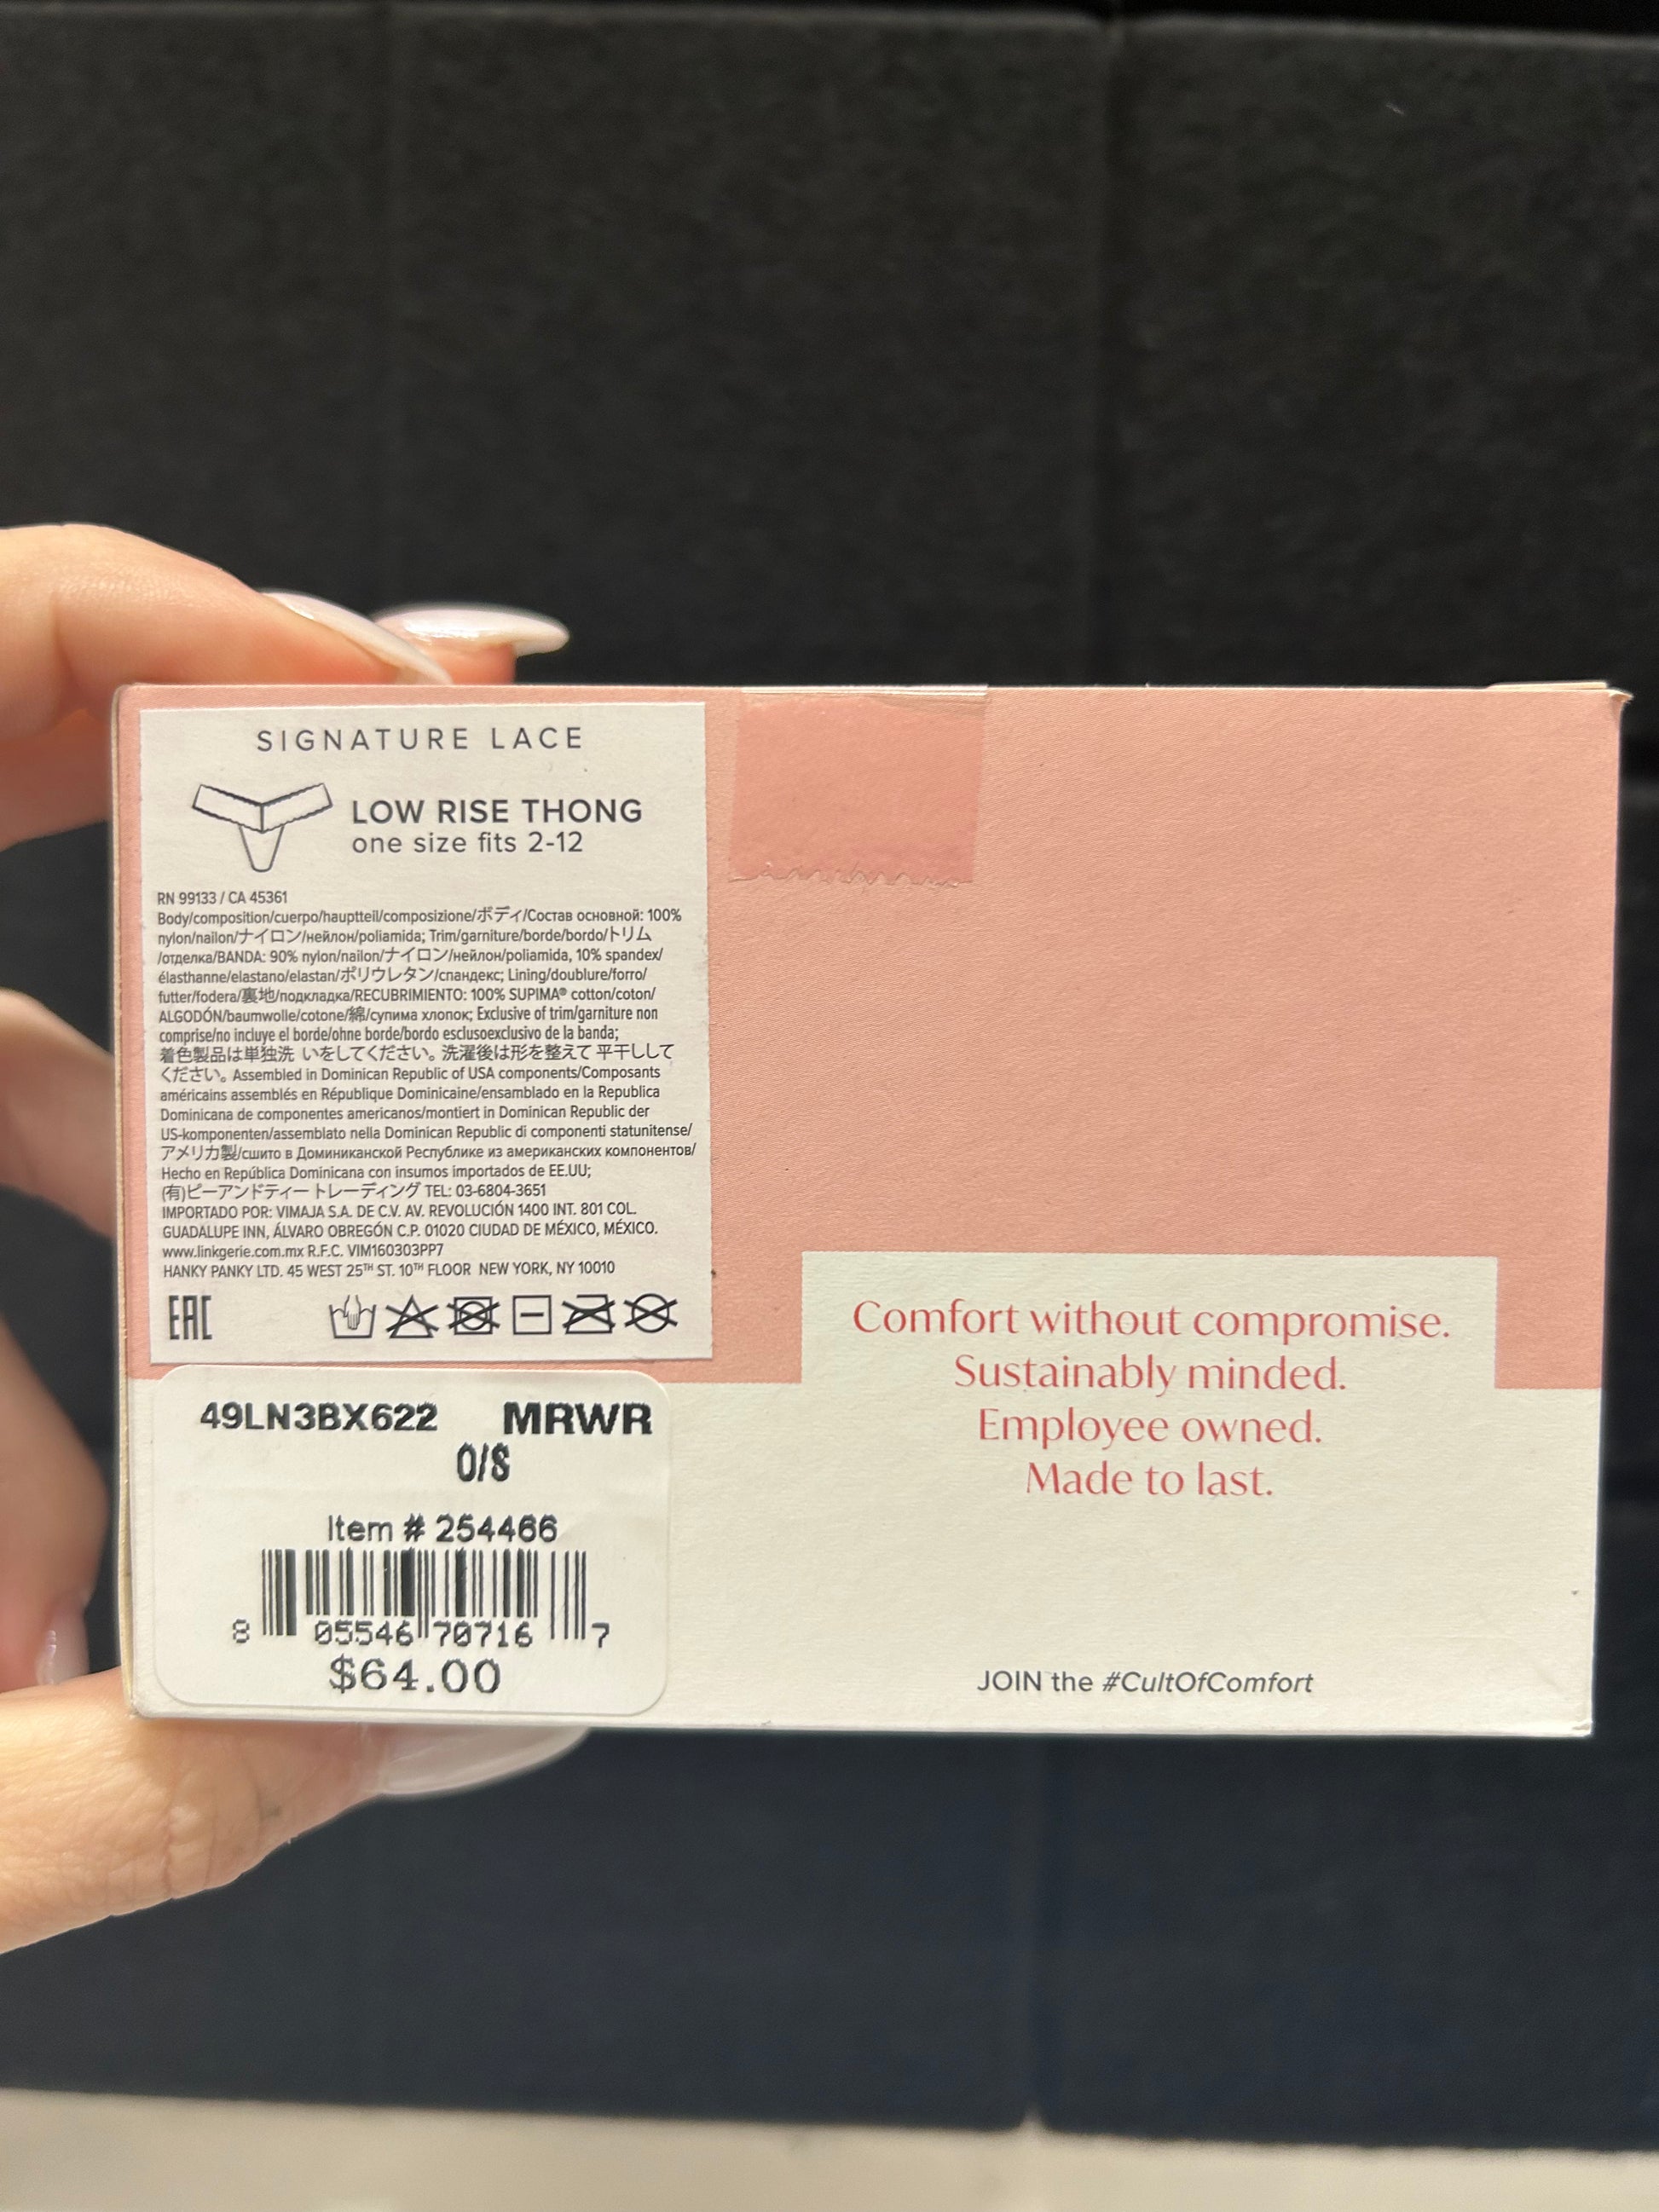 SIGNATURE LACE
LOW RISE THONG
one size fits 2-12
RN 99133 / CA 45361
Body/composition/cuerpo/hauptteil/composizione/ボディ/Состав основной: 100%
nylon/nailon/ナイロン/нейлон/poliamida; Trim/garniture/borde/bordo/トリム
/отделка/BANDA: 90% nylon/nailon/ナイロン/нейлон/poliamida, 10% spandex/
élasthanne/elastano/elastan/ポリウレタン/спандекс; Lining/doublure/forro/
futter/fodera/裏地/подкладка/RECUBRIMIENTO: 100% SUPIMA® cotton/coton/
ALGODÓN/baumwolle/cotone/綿/супима хлопок; Exclusive of trim/garniture non
comprise/no incluye el borde/ohne borde/bordo esclusoexclusivo de la banda;
着色製品は単独洗 いをしてください。洗濯後は形を整えて 平干しして
ください。Assembled in Dominican Republic of USA components/Composants
américains assemblés en République Dominicaine/ensamblado en la Republica
Dominicana de componentes americanos/montiert in Dominican Republic der
US-komponenten/assemblato nella Dominican Republic di componenti statunitense/
アメリカ製/сшито в Доминиканской Республике из американских компонентов/
Hecho en República Dominicana con insumos importados de EE.UU;
(有)ピーアンドティートレーディング TEL: 03-6804-3651
IMPORTADO POR: VIMAJA S.A. DE C.V. AV. REVOLUCIÓN 1400 INT. 801 COL.
GUADALUPE INN, ÁLVARO OBREGÓN C.P. 01020 CIUDAD DE MÉXICO, MÉXICO.
www.linkgerie.com.mx R.F.C. VIM160303PP7
HANKY PANKY LTD. 45 WEST 25TH ST. 10TH FLOOR NEW YORK, NY 10010
EAC
49LN3BX622 MRWR
O/S
Item # 254466
8 05546 70716 7
$64.00
Comfort without compromise.
Sustainably minded.
Employee owned.
Made to last.
JOIN the #CultOfComfort